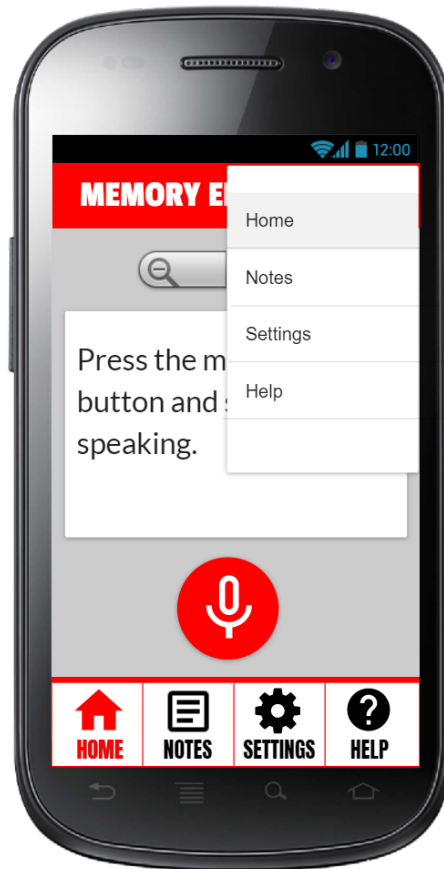 12:00
MEMORY
Home
Notes
Settings
Help
Press the
button and
speaking.
HOME NOTES SETTINGS HELP